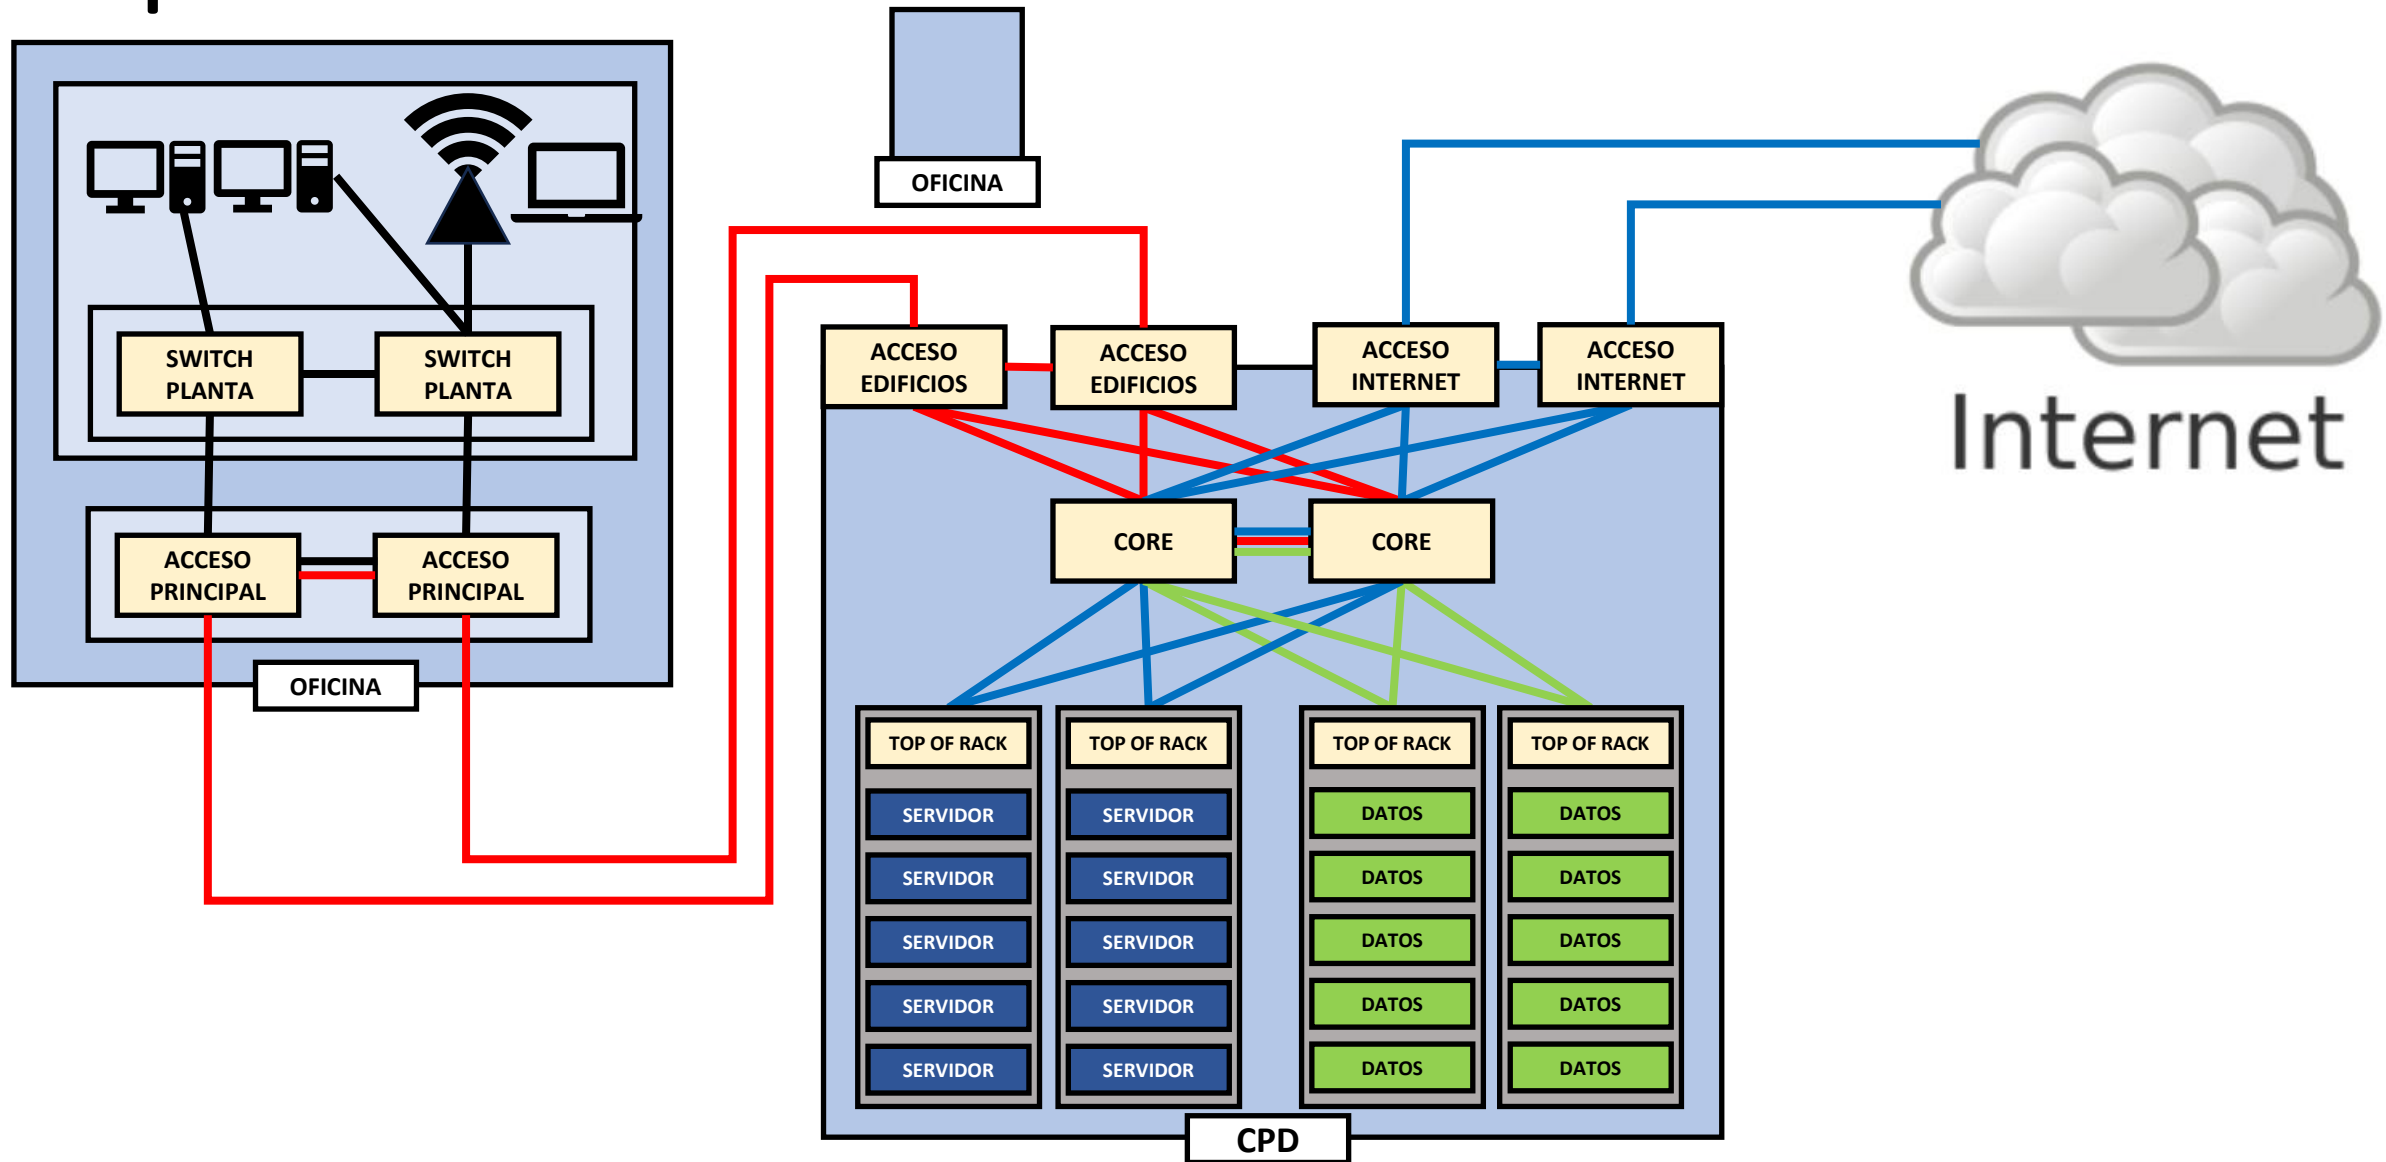 OFICINA
SWITCH
PLANTA
SWITCH
PLANTA
ACCESO
PRINCIPAL
ACCESO
PRINCIPAL
OFICINA
ACCESO
EDIFICIOS
ACCESO
EDIFICIOS
ACCESO
INTERNET
ACCESO
INTERNET
Internet
CORE
CORE
TOP OF RACK
TOP OF RACK
TOP OF RACK
TOP OF RACK
SERVIDOR
SERVIDOR
DATOS
DATOS
SERVIDOR
SERVIDOR
DATOS
DATOS
SERVIDOR
SERVIDOR
DATOS
DATOS
SERVIDOR
SERVIDOR
DATOS
DATOS
SERVIDOR
SERVIDOR
DATOS
DATOS
CPD